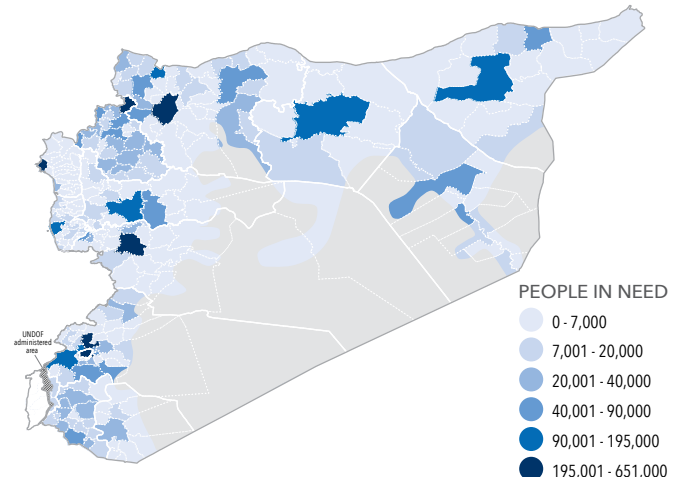 UNDOF
administered
area
PEOPLE IN NEED
0 - 7,000
7,001 - 20,000
20,001 - 40,000
40,001 - 90,000
90,001 - 195,000
195,001 - 651,000